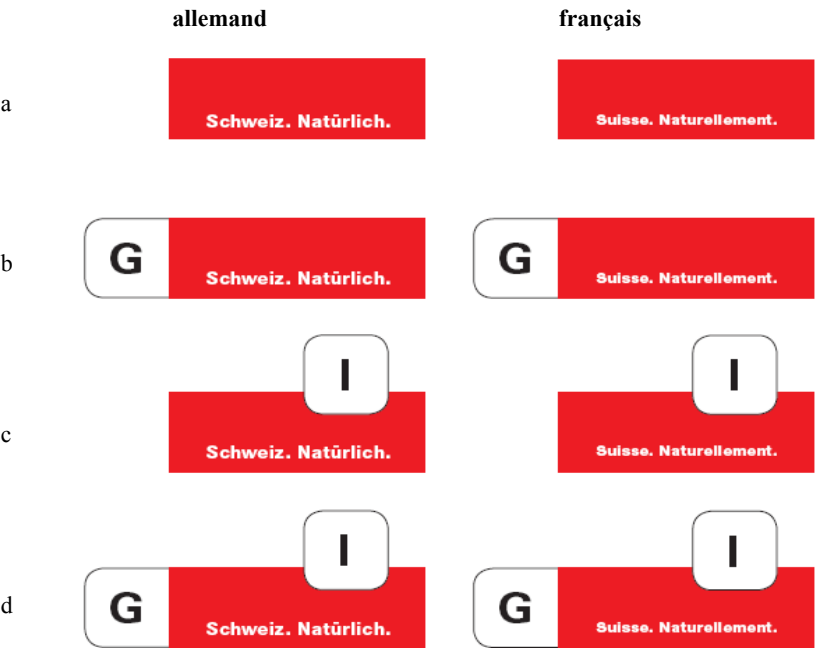 allemand français
a
Schweiz. Natürlich. Suisse. Naturellement.
b
G G
Schweiz. Natürlich. Suisse. Naturellement.
I I
c
Schweiz. Natürlich. Suisse. Naturellement.
I I
d
G G
Schweiz. Natürlich. Suisse. Naturellement.